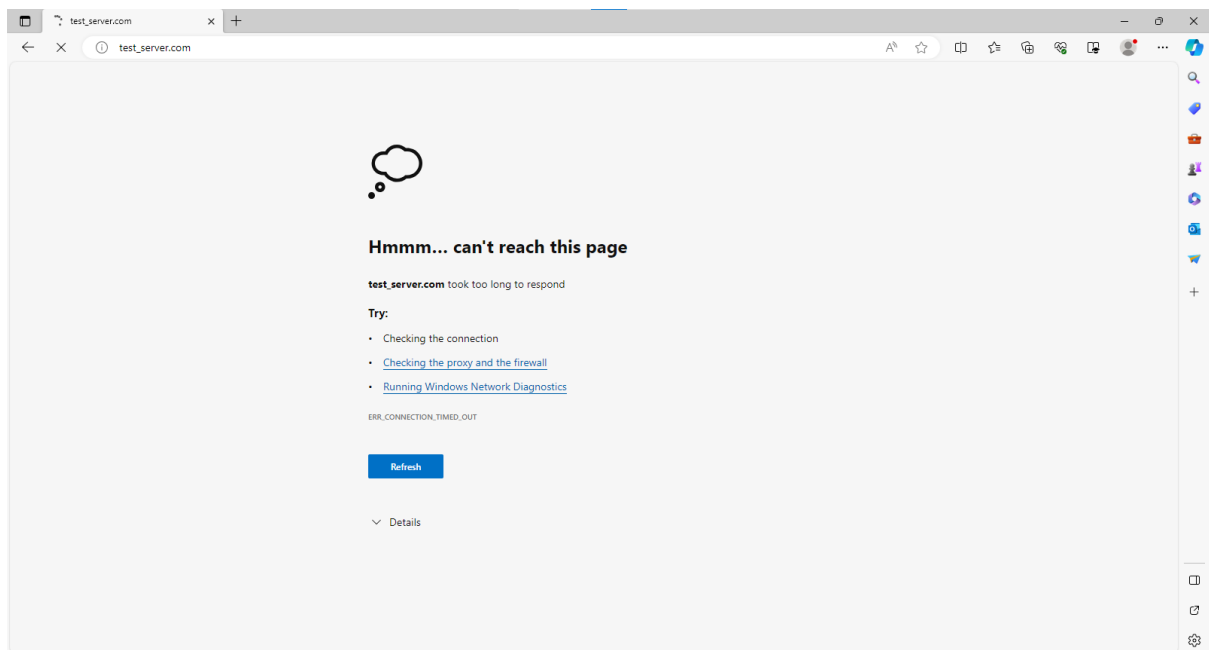 test_server.com
test_server.com
Hmmm... can't reach this page
test_server.com took too long to respond
Try:
• Checking the connection
• Checking the proxy and the firewall
• Running Windows Network Diagnostics
ERR_CONNECTION_TIMED_OUT
Refresh
Details